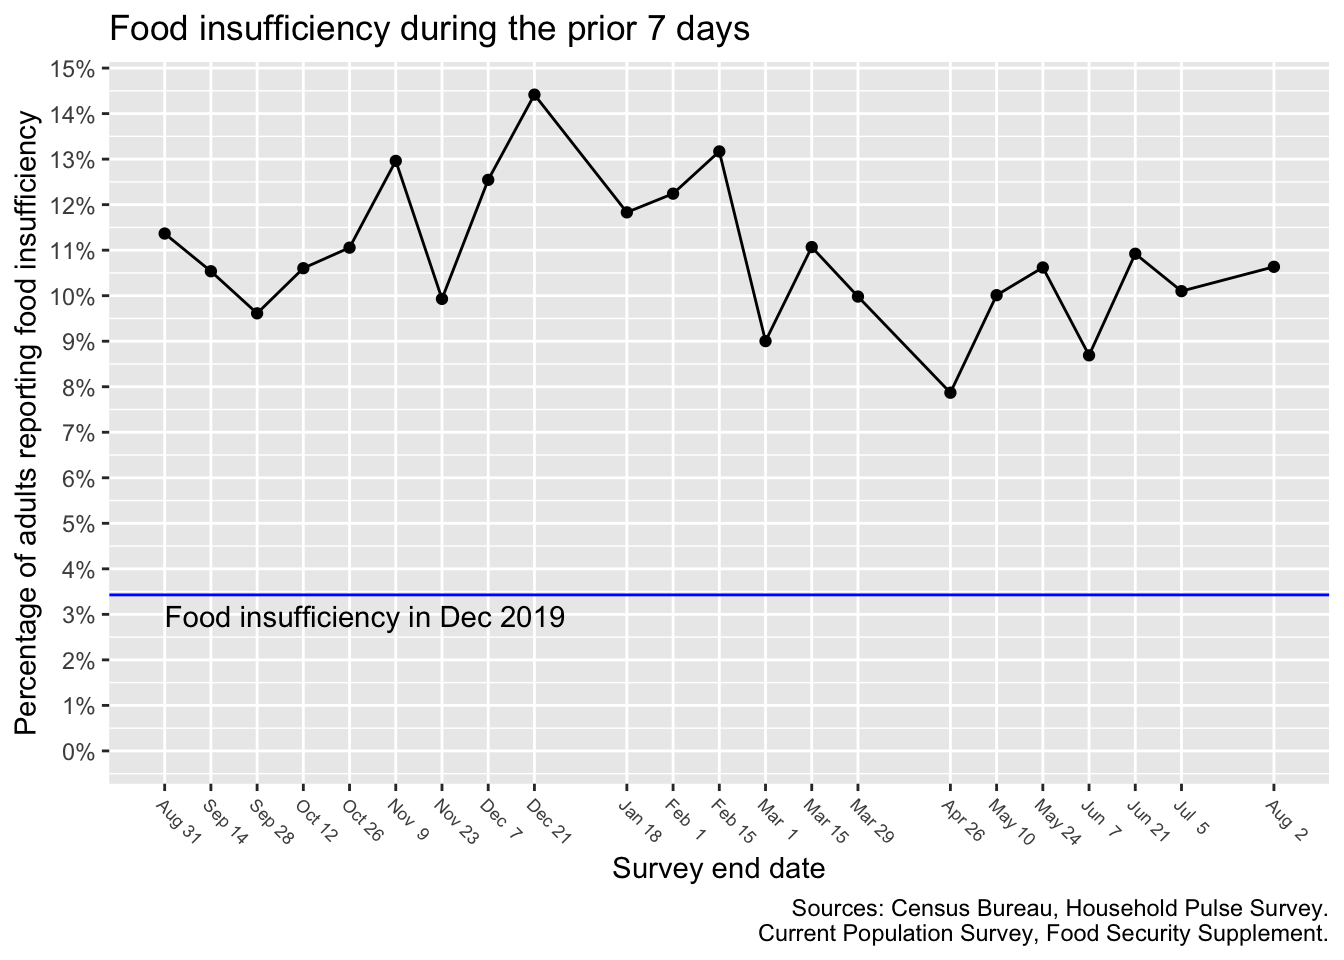 Food insufficiency during the prior 7 days
Percentage of adults reporting food insufficiency
15%
14%
13%
12%
11%
10%
9%
8%
7%
6%
5%
4%
3%
2%
1%
0%
Food insufficiency in Dec 2019
Aug 31
Sep 14
Sep 28
Oct 12
Oct 26
Nov 9
Nov 23
Dec 7
Dec 21
Jan 18
Feb 1
Feb 15
Mar 1
Mar 15
Mar 29
Apr 26
May 10
May 24
Jun 7
Jun 21
Jul 5
Aug 2
Survey end date
Sources: Census Bureau, Household Pulse Survey.
Current Population Survey, Food Security Supplement.